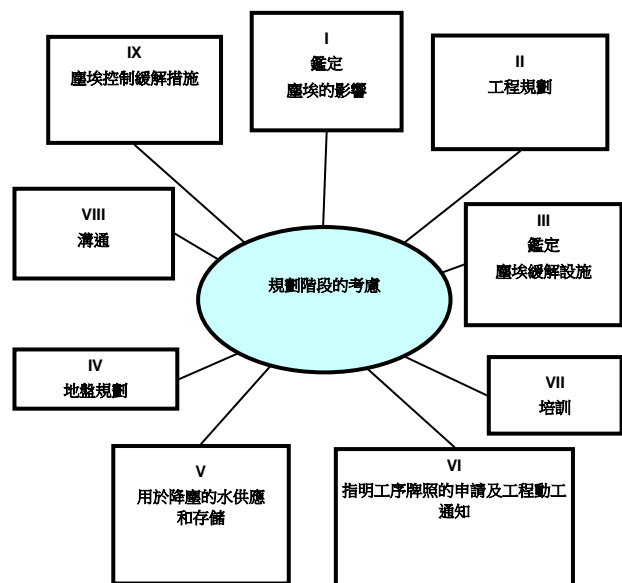 I
鑑定
塵埃的影響
II
工程規劃
III
鑑定
塵埃緩解設施
VII
培訓
VI
指明工序牌照的申請及工程動工
通知
V
用於降塵的水供應
和存儲
IV
地盤規劃
VIII
溝通
IX
塵埃控制緩解措施
規劃階段的考慮